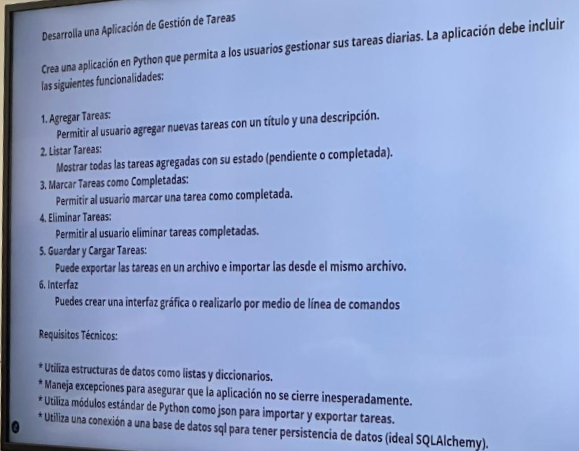 Desarrolla una Aplicación de Gestión de Tareas
Crea una aplicación en Python que permita a los usuarios gestionar sus tareas diarias. La aplicación debe incluir
las siguientes funcionalidades:
1. Agregar Tareas:
Permitir al usuario agregar nuevas tareas con un título y una descripción.
2. Listar Tareas:
Mostrar todas las tareas agregadas con su estado (pendiente o completada).
3. Marcar Tareas como Completadas:
Permitir al usuario marcar una tarea como completada.
4. Eliminar Tareas:
Permitir al usuario eliminar tareas completadas.
5. Guardar y Cargar Tareas:
Puede exportar las tareas en un archivo e importar las desde el mismo archivo.
6. Interfaz
Puedes crear una interfaz gráfica o realizarlo por medio de línea de comandos
Requisitos Técnicos:
* Utiliza estructuras de datos como listas y diccionarios.
* Maneja excepciones para asegurar que la aplicación no se cierre inesperadamente.
* Utiliza módulos estándar de Python como json para importar y exportar tareas.
* Utiliza una conexión a una base de datos sql para tener persistencia de datos (ideal SQLAlchemy).